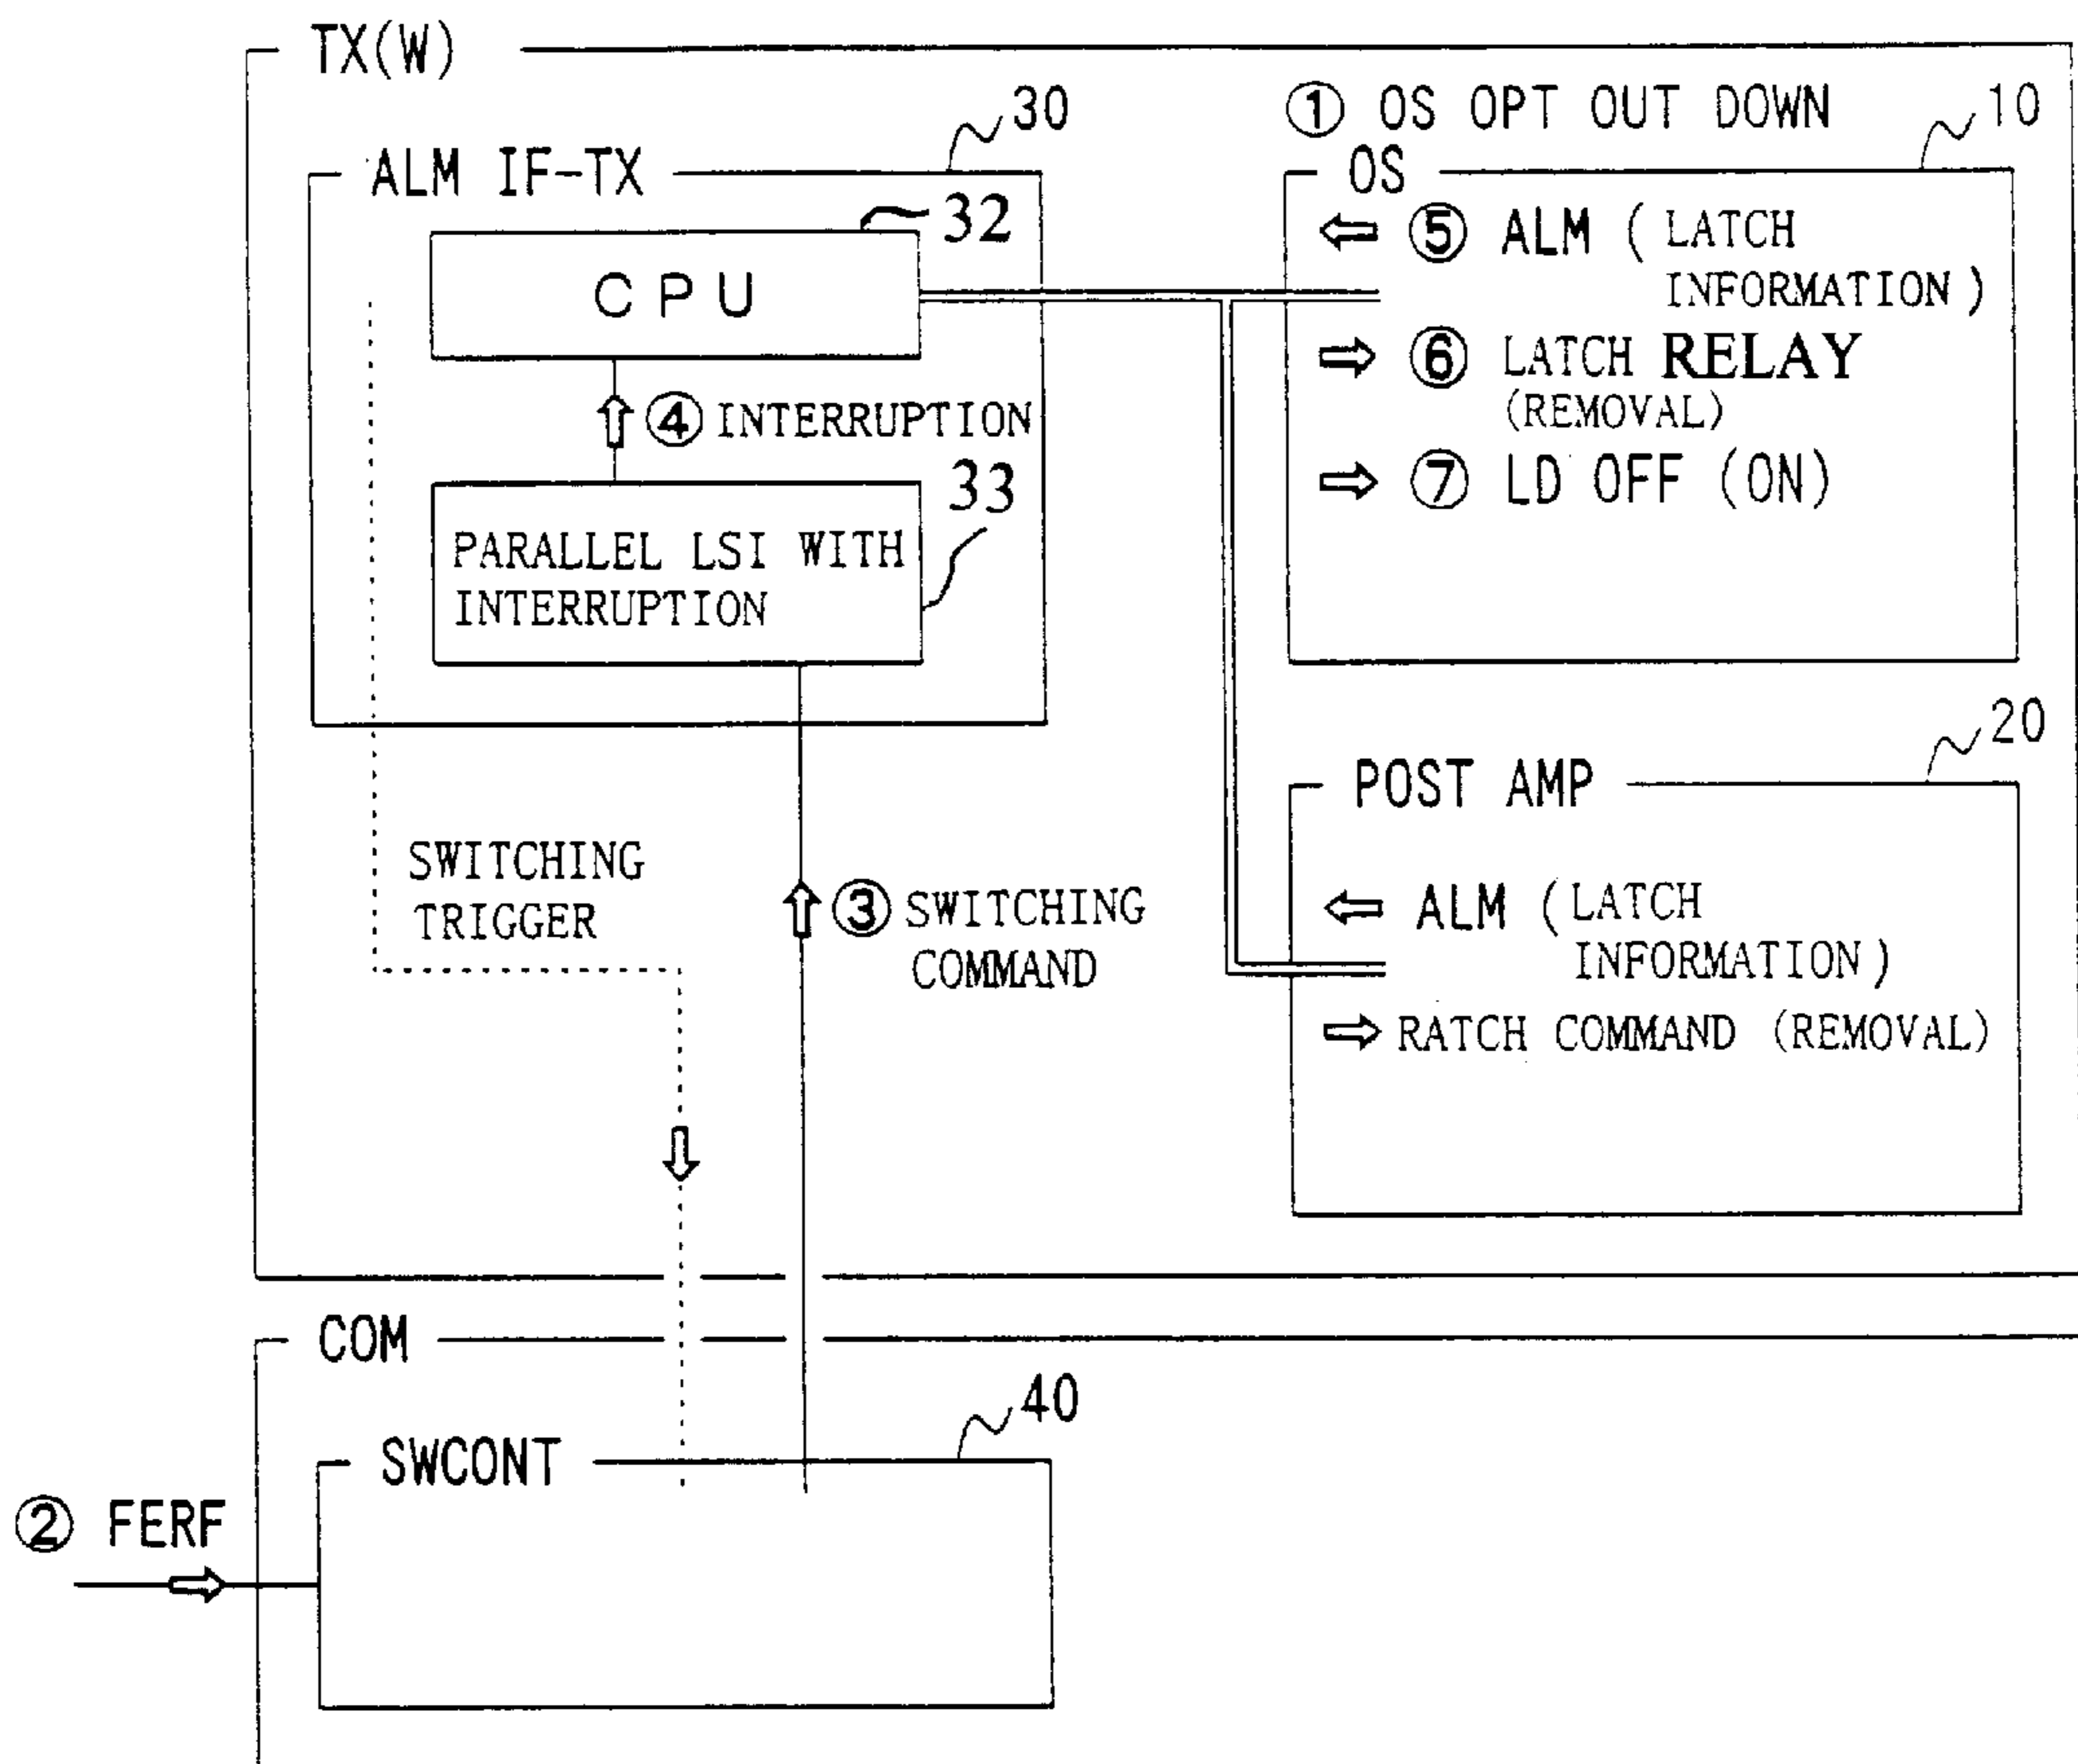 TX(W)
30
① OS OPT OUT DOWN
10
ALM IF-TX
OS
32
⑤ ALM (LATCH
INFORMATION)
CPU
⑥ LATCH RELAY
(REMOVAL)
④ INTERRUPTION
⑦ LD OFF (ON)
33
PARALLEL LSI WITH
INTERRUPTION
20
POST AMP
SWITCHING
TRIGGER
③ SWITCHING
COMMAND
ALM (LATCH
INFORMATION)
RATCH COMMAND (REMOVAL)
COM
40
SWCONT
② FERF